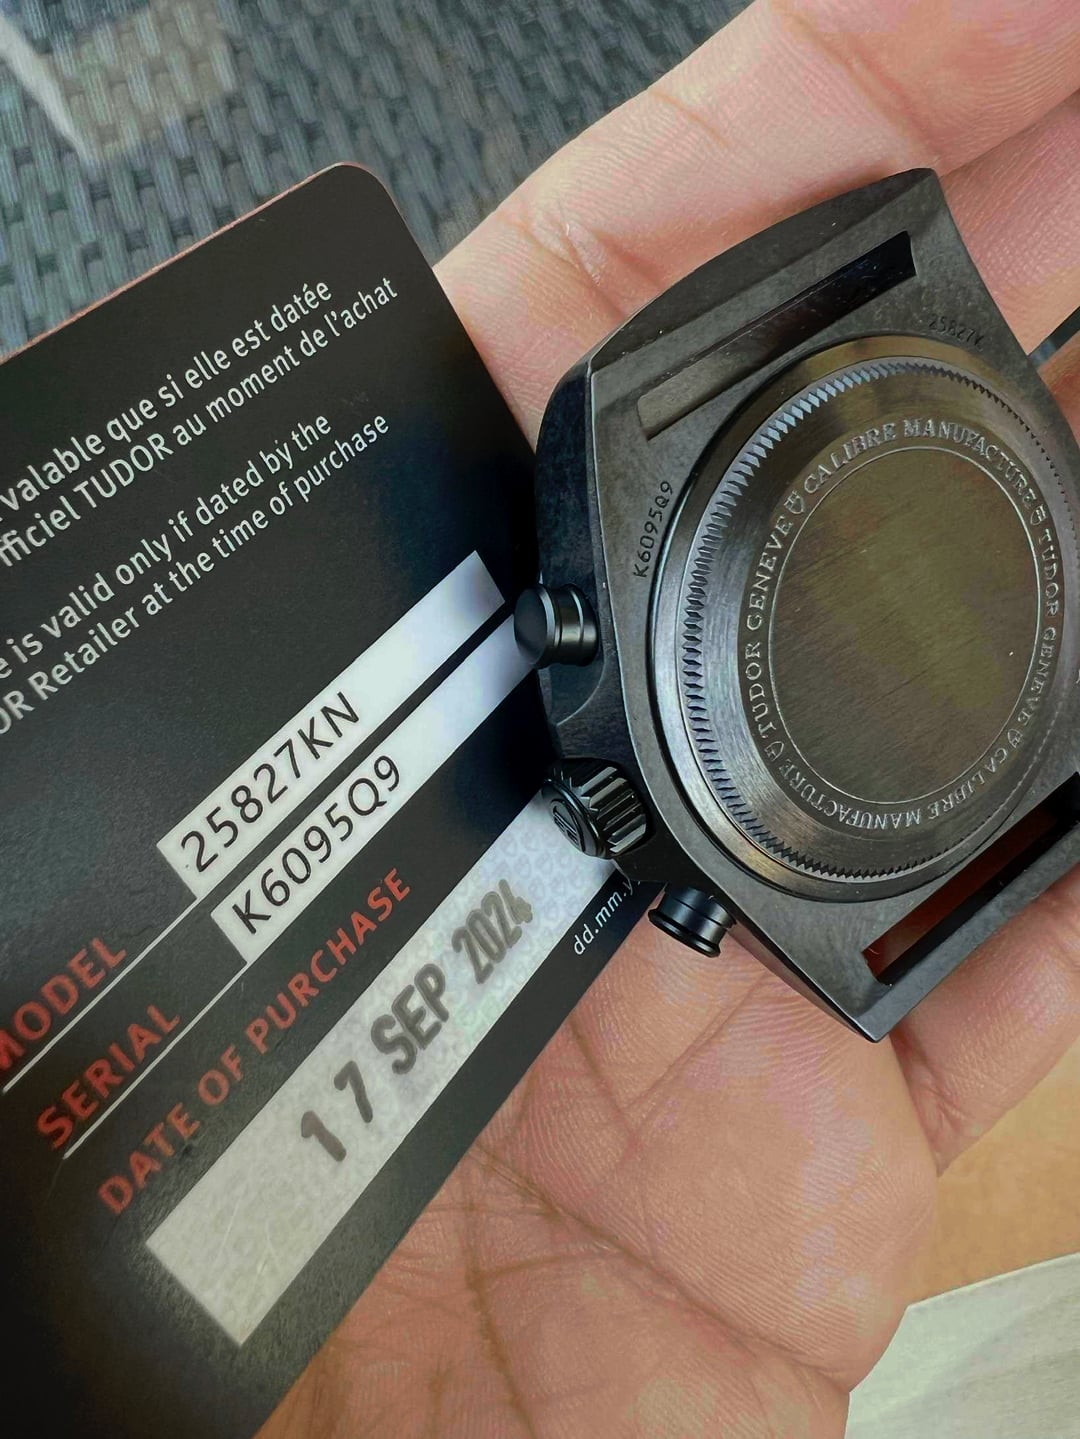 valable que si elle est datée
fficiel TUDOR au moment de l'achat
e is valid only if dated by the
OR Retailer at the time of purchase
MODEL 25827KN
SERIAL K6095Q9
DATE OF PURCHASE
17 SEP 2024
dd.mm.y
25827K
K6095Q9
TUDOR GENEVE CALIBRE MANUFACTURE TUDOR GENEVE CALIBRE MANUFACTURE